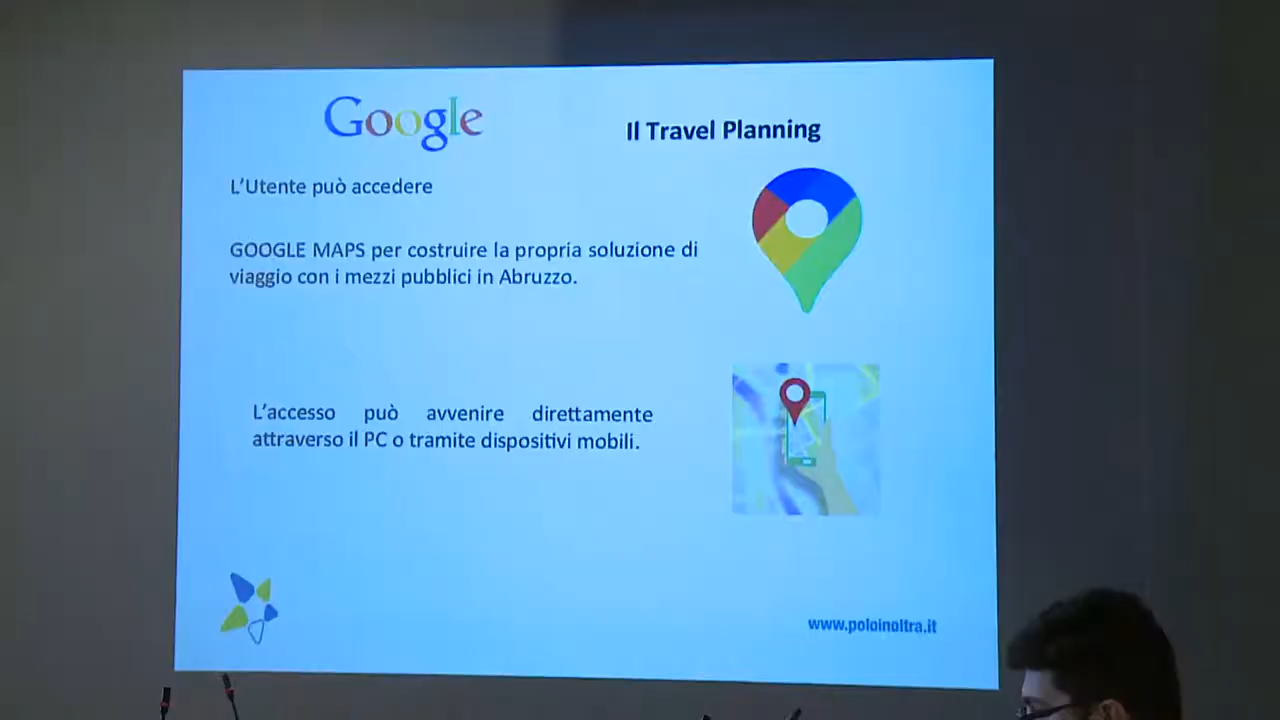 Google
Il Travel Planning
L'Utente può accedere
GOOGLE MAPS per costruire la propria soluzione di
viaggio con i mezzi pubblici in Abruzzo.
L'accesso può avvenire direttamente
attraverso il PC o tramite dispositivi mobili.
www.poloinoltra.it